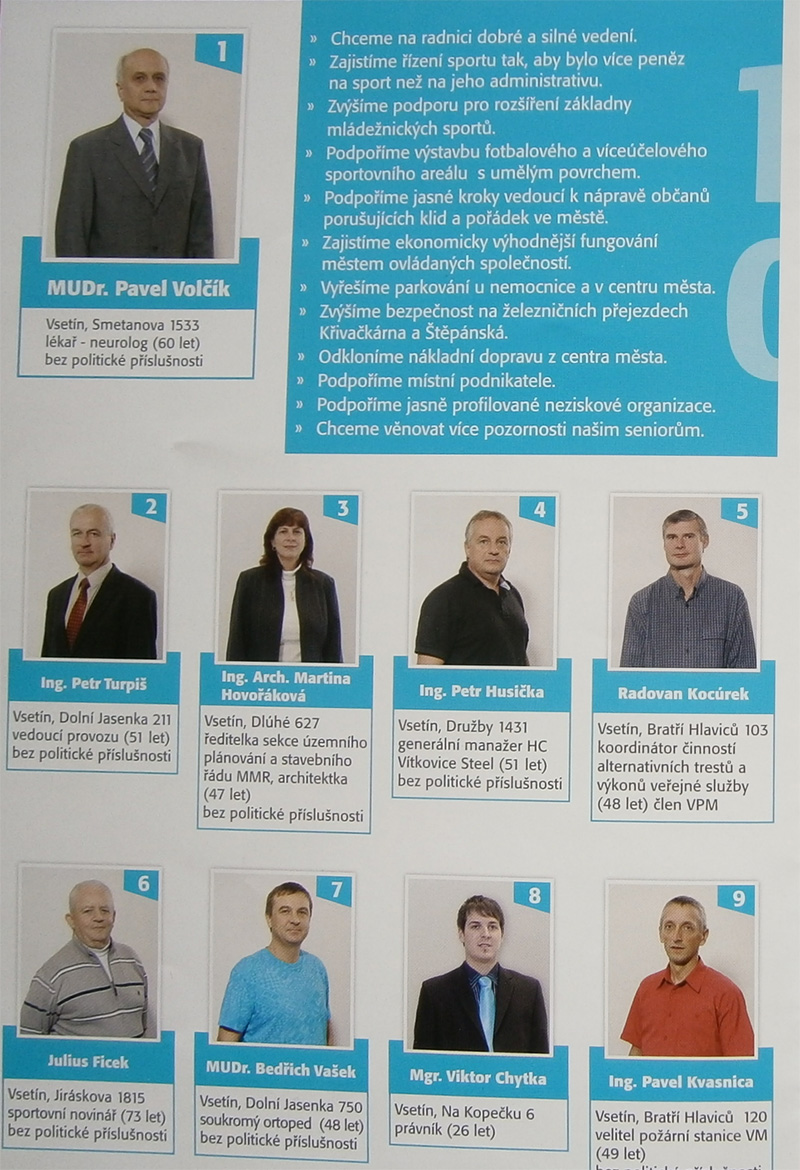 1
MUDr. Pavel Volčík
Vsetín, Smetanova 1533
lékař - neurolog (60 let)
bez politické příslušnosti
» Chceme na radnici dobré a silné vedení.
» Zajistíme řízení sportu tak, aby bylo více peněz
na sport než na jeho administrativu.
» Zvýšíme podporu pro rozšíření základny
mládežnických sportů.
» Podpoříme výstavbu fotbalového a víceúčelového
sportovního areálu s umělým povrchem.
» Podpoříme jasné kroky vedoucí k nápravě občanů
porušujících klid a pořádek ve městě.
» Zajistíme ekonomicky výhodnější fungování
městem ovládaných společností.
» Vyřešíme parkování u nemocnice a v centru města.
» Zvýšíme bezpečnost na železničních přejezdech
Křivačkárna a Štěpánská.
» Odkloníme nákladní dopravu z centra města.
» Podpoříme místní podnikatele.
» Podpoříme jasně profilované neziskové organizace.
» Chceme věnovat více pozornosti našim seniorům.
10
2
Ing. Petr Turpiš
Vsetín, Dolní Jasenka 211
vedoucí provozu (51 let)
bez politické příslušnosti
3
Ing. Arch. Martina
Hovořáková
Vsetín, Dlúhé 627
ředitelka sekce územního
plánování a stavebního
řádu MMR, architektka
(47 let)
bez politické příslušnosti
4
Ing. Petr Husička
Vsetín, Družby 1431
generální manažer HC
Vítkovice Steel (51 let)
bez politické příslušnosti
5
Radovan Kocúrek
Vsetín, Bratří Hlaviců 103
koordinátor činností
alternativních trestů a
výkonů veřejné služby
(48 let) člen VPM
6
Julius Ficek
Vsetín, Jiráskova 1815
sportovní novinář (73 let)
bez politické příslušnosti
7
MUDr. Bedřich Vašek
Vsetín, Dolní Jasenka 750
soukromý ortoped (48 let)
bez politické příslušnosti
8
Mgr. Viktor Chytka
Vsetín, Na Kopečku 6
právník (26 let)
9
Ing. Pavel Kvasnica
Vsetín, Bratří Hlaviců 120
velitel požární stanice VM
(49 let)